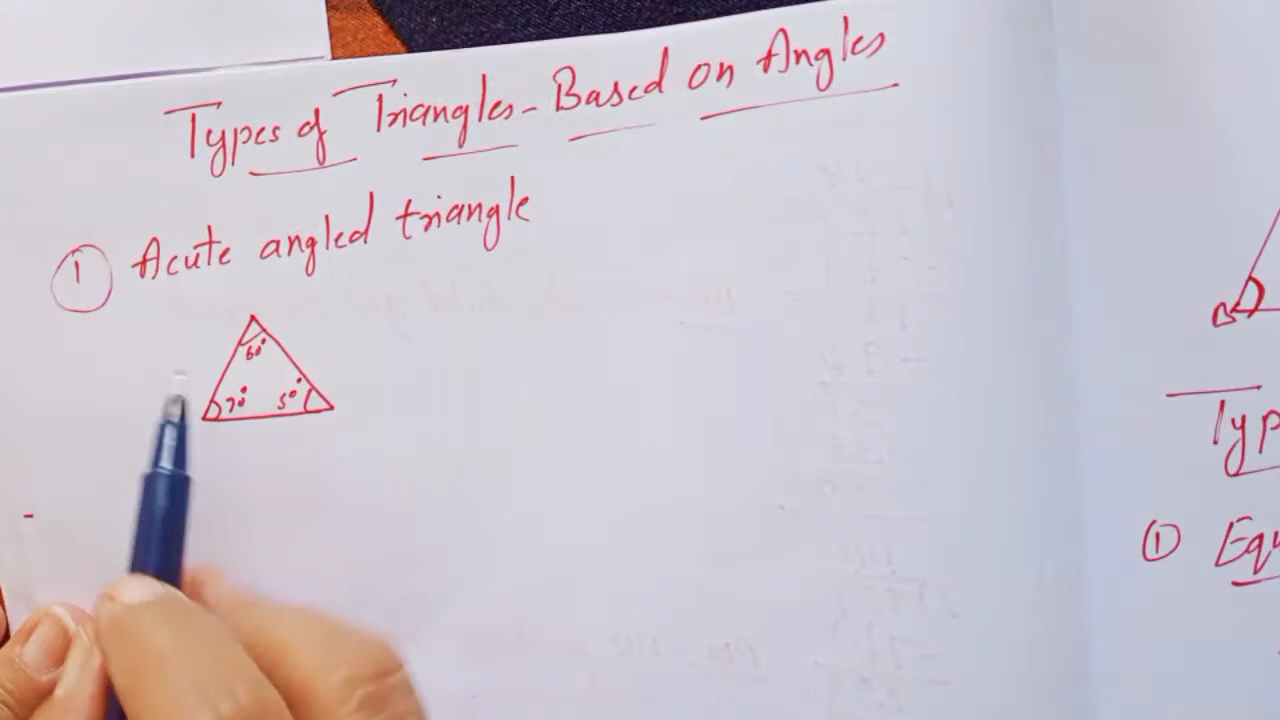 Types of Triangles - Based on Angles
① Acute angled triangle
60°
70° 50°
B
Typ
① Equ